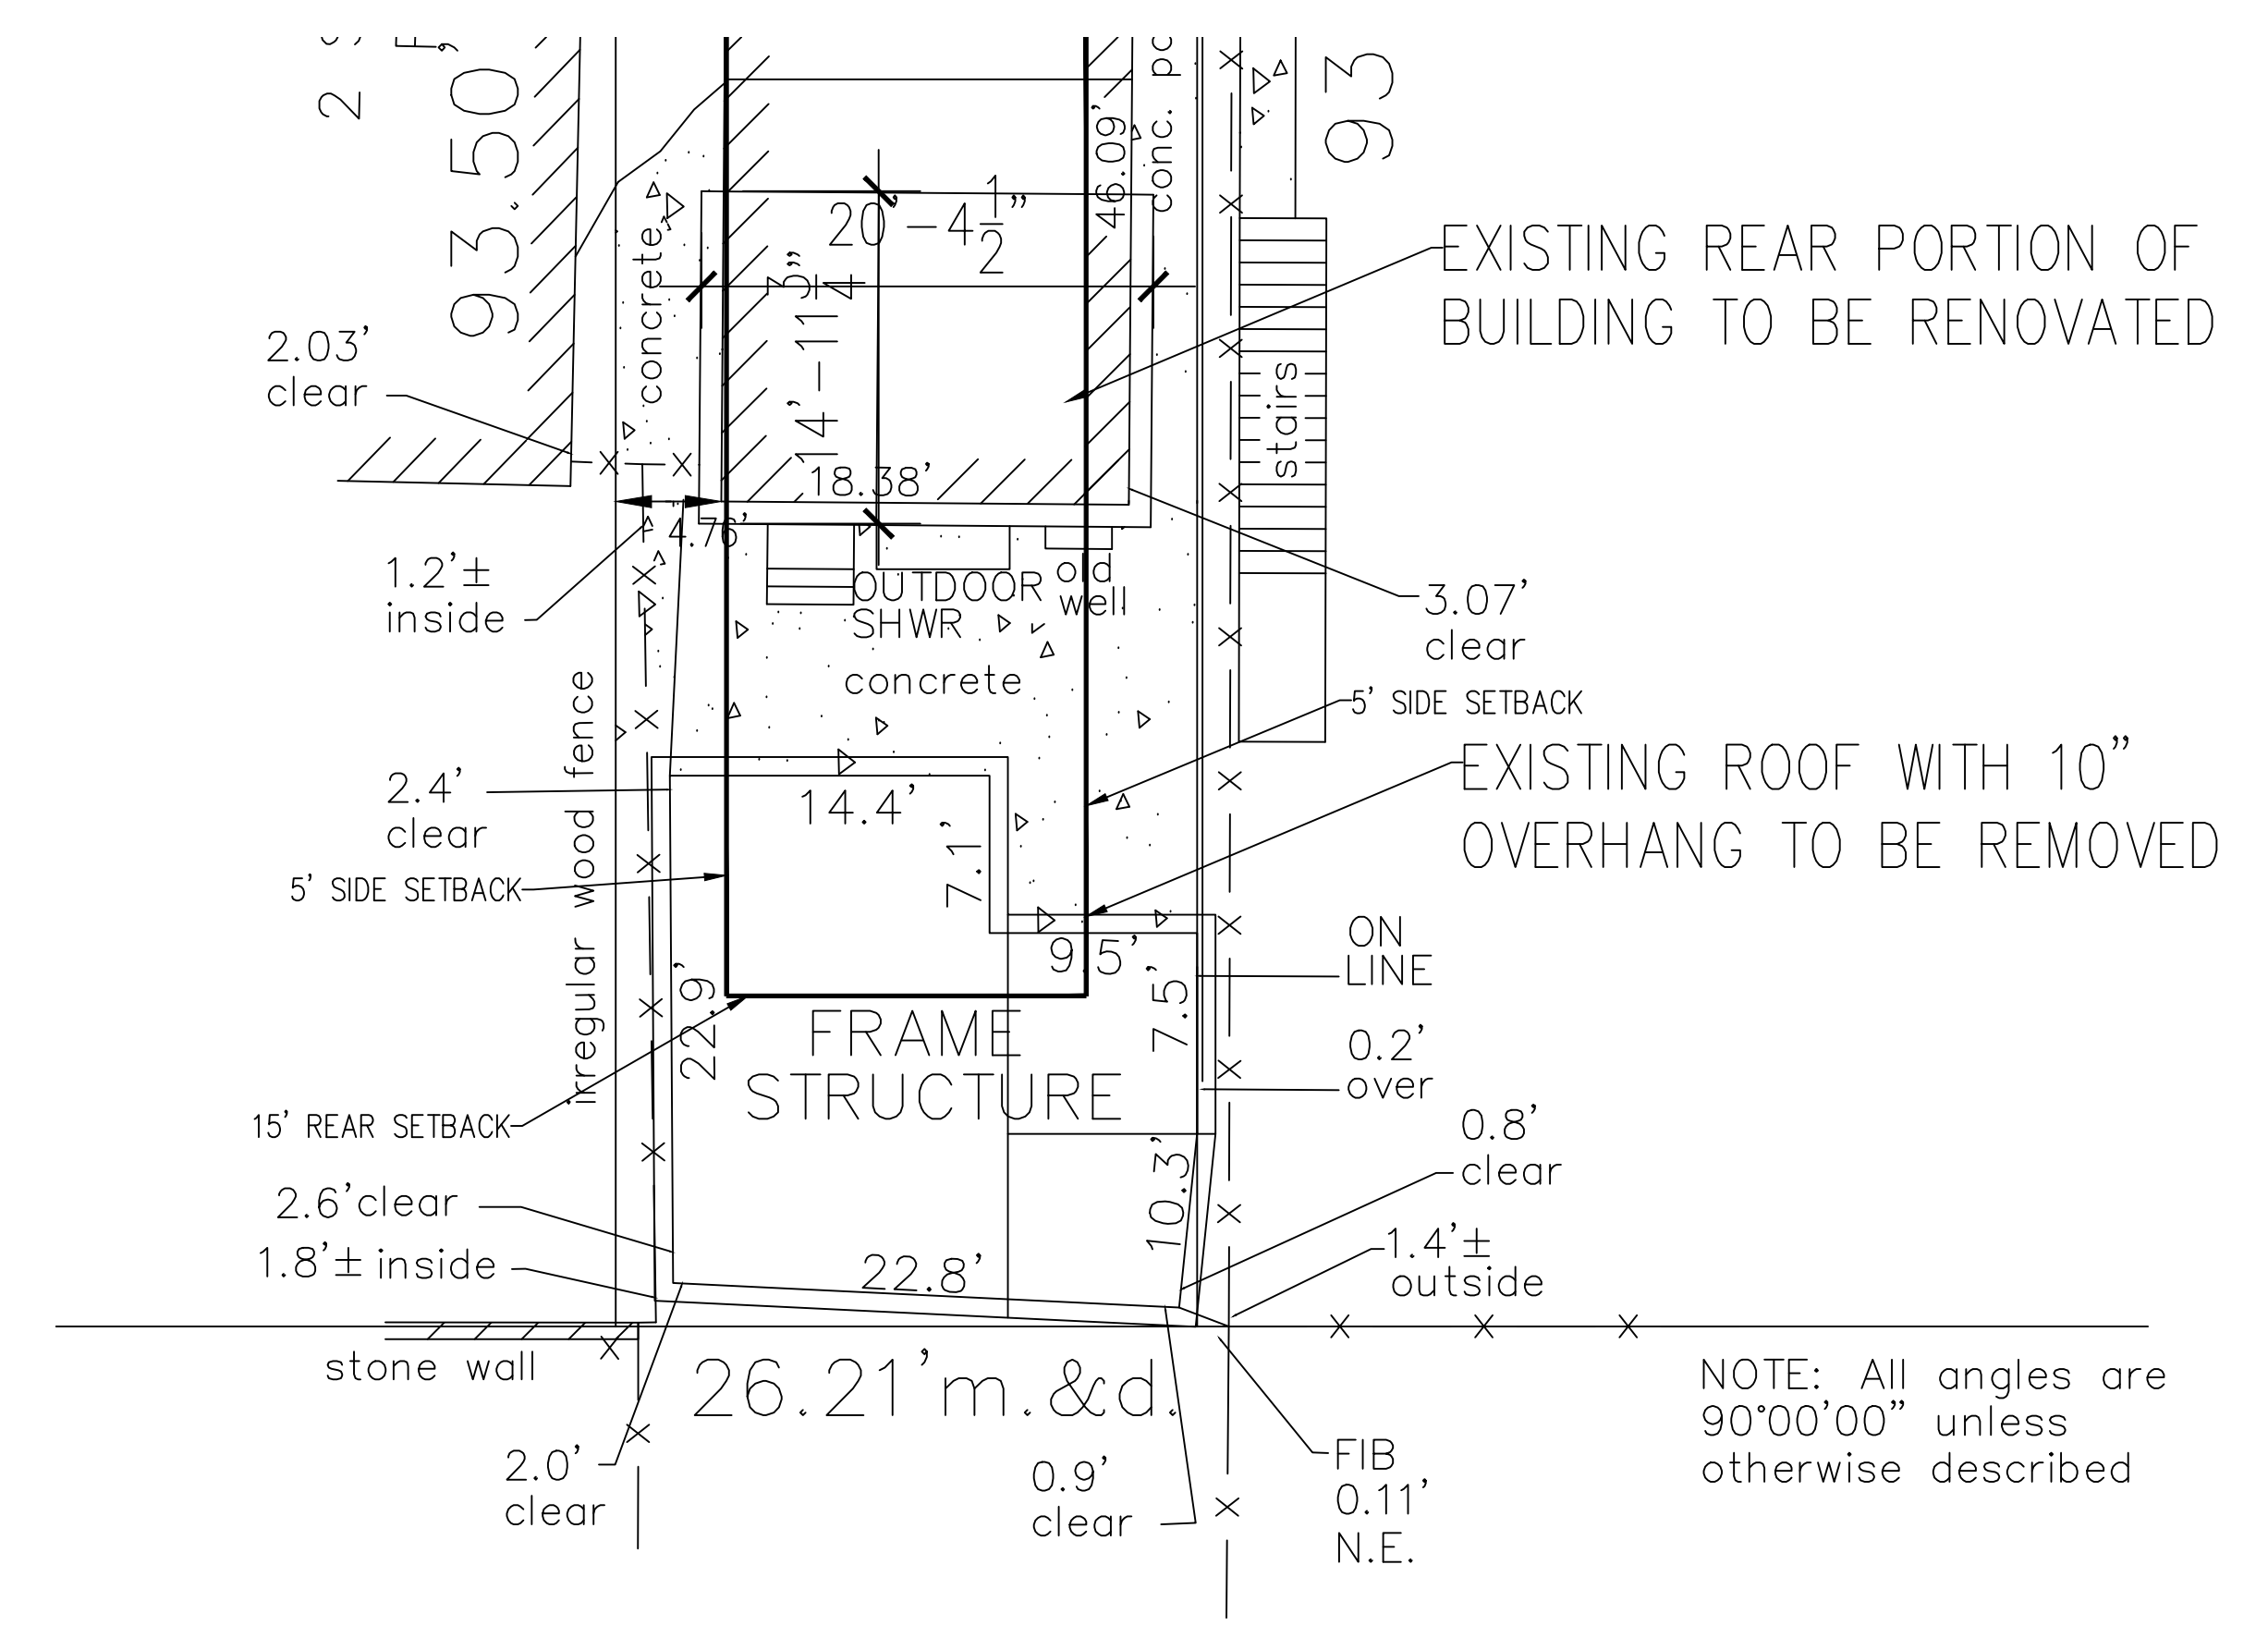 93.50'
93
46.09'
conc.
concrete
20'-4 1/2"
14'-11 3/4"
EXISTING REAR PORTION OF
BUILDING TO BE RENOVATED
2.03'
clear
stairs
18.38'
4.76'
1.2'±
inside
OUTDOOR
SHWR
old
well
3.07'
clear
concrete
5' SIDE SETBACK
EXISTING ROOF WITH 10"
OVERHANG TO BE REMOVED
irregular wood fence
2.4'
clear
14.4'
7.1'
5' SIDE SETBACK
9.5'
ON
LINE
22.9'
7.5'
FRAME
STRUCTURE
0.2'
over
15' REAR SETBACK
0.8'
clear
10.3'
2.6' clear
1.8'± inside
22.8'
1.4'±
outside
stone wall
26.21'm.&d.
NOTE: All angles are
90°00'00" unless
otherwise described
2.0'
clear
0.9'
clear
FIB
0.11'
N.E.